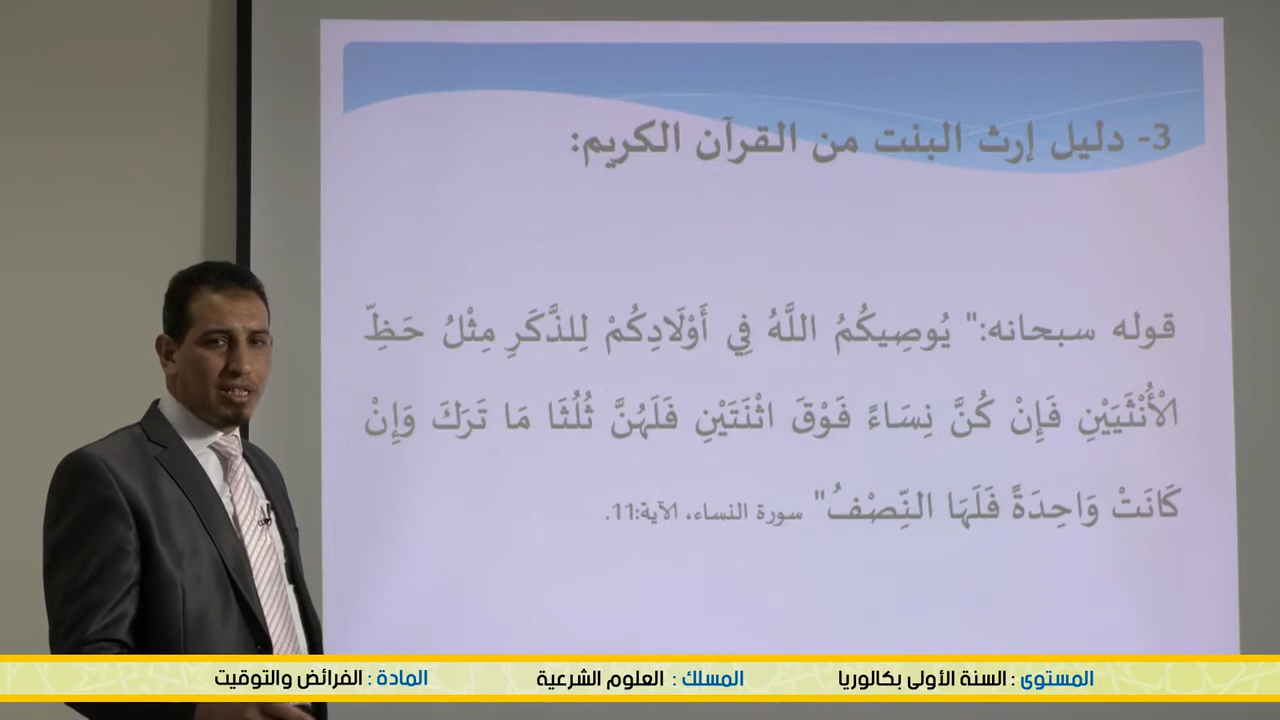 3- دليل إرث البنت من القرآن الكريم:
قوله سبحانه:" يُوصِيكُمُ اللَّهُ فِي أَوْلَادِكُمْ لِلذَّكَرِ مِثْلُ حَظِّ
الْأُنْثَيَيْنِ فَإِنْ كُنَّ نِسَاءً فَوْقَ اثْنَتَيْنِ فَلَهُنَّ ثُلُثَا مَا تَرَكَ وَإِنْ
كَانَتْ وَاحِدَةً فَلَهَا النِّصْفُ" سورة النساء، الآية:11.
المستوى : السنة الأولى بكالوريا المسلك : العلوم الشرعية المادة : الفرائض والتوقيت